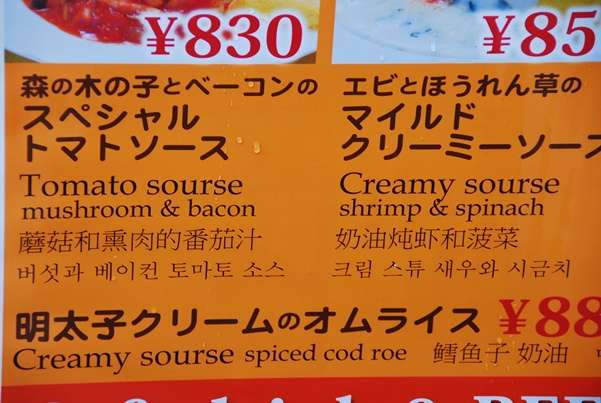 ¥830
森の木の子とベーコンの
スペシャル
トマトソース
Tomato sourse
mushroom & bacon
蘑菇和熏肉的番茄汁
버섯과 베이컨 토마토 소스
¥85
エビとほうれん草の
マイルド
クリーミーソース
Creamy sourse
shrimp & spinach
奶油炖虾和菠菜
크림 스튜 새우와 시금치
明太子クリームのオムライス ¥88
Creamy sourse spiced cod roe 鳕鱼子 奶油